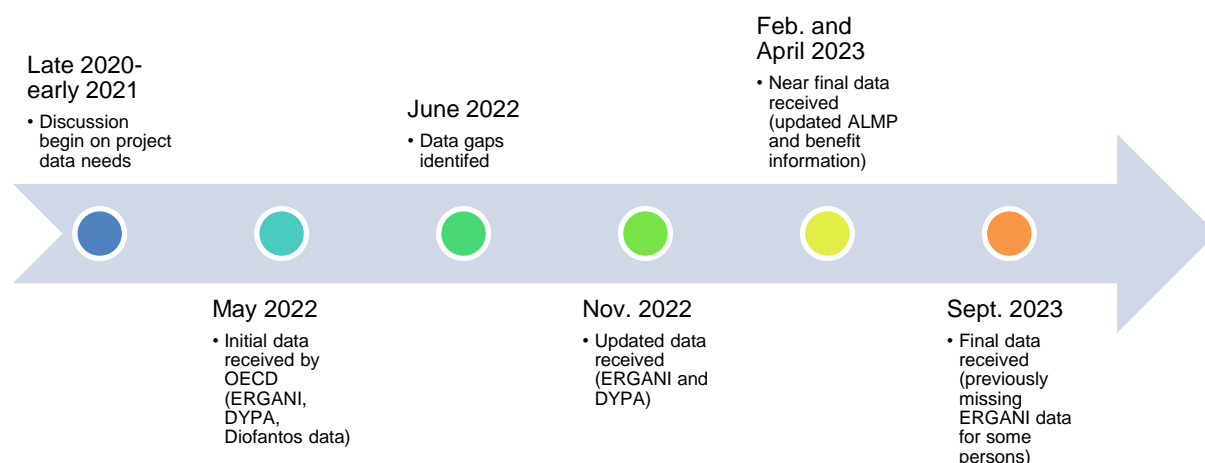 Late 2020-
early 2021
• Discussion
begin on project
data needs
May 2022
• Initial data
received by
OECD
(ERGANI,
DYPA,
Diofantos data)
June 2022
• Data gaps
identifed
Nov. 2022
• Updated data
received
(ERGANI and
DYPA)
Feb. and
April 2023
• Near final data
received
(updated ALMP
and benefit
information)
Sept. 2023
• Final data
received
(previously
missing
ERGANI data
for some
persons)